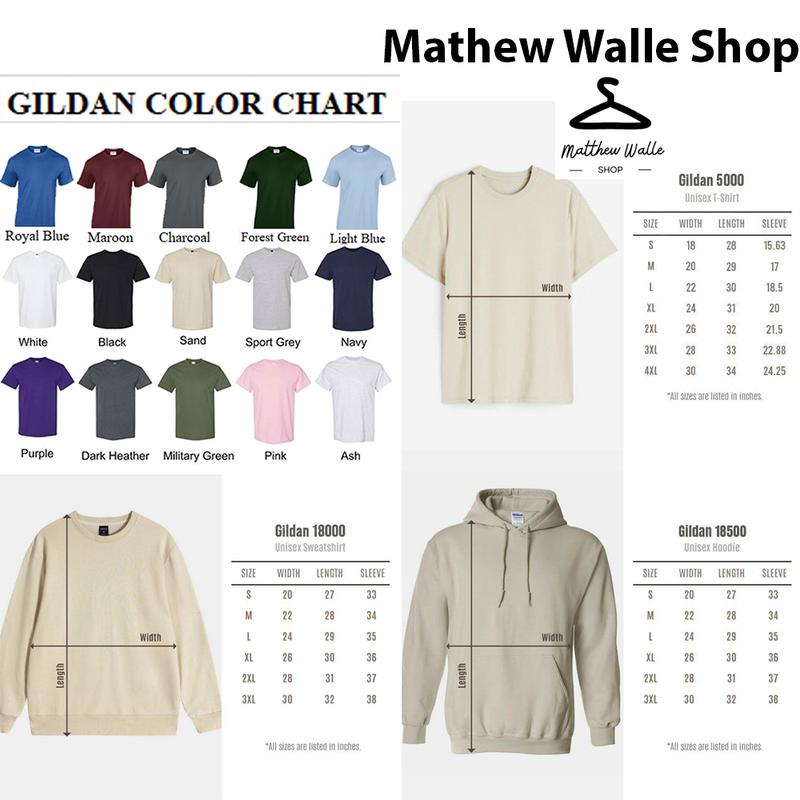 Mathew Walle Shop
GILDAN COLOR CHART
Royal Blue Maroon Charcoal Forest Green Light Blue
White Black Sand Sport Grey Navy
Purple Dark Heather Military Green Pink Ash
Matthew Walle
SHOP
Width
Length
Gildan 5000
Unisex T-Shirt
SIZE WIDTH LENGTH SLEEVE
S 18 28 15.63
M 20 29 17
L 22 30 18.5
XL 24 31 20
2XL 26 32 21.5
3XL 28 33 22.88
4XL 30 34 24.25
*All sizes are listed in inches.
Width
Length
Gildan 18000
Unisex Sweatshirt
SIZE WIDTH LENGTH SLEEVE
S 20 27 33
M 22 28 34
L 24 29 35
XL 26 30 36
2XL 28 31 37
3XL 30 32 38
*All sizes are listed in inches.
Width
Length
Gildan 18500
Unisex Hoodie
SIZE WIDTH LENGTH SLEEVE
S 20 27 33
M 22 28 34
L 24 29 35
XL 26 30 36
2XL 28 31 37
3XL 30 32 38
*All sizes are listed in inches.